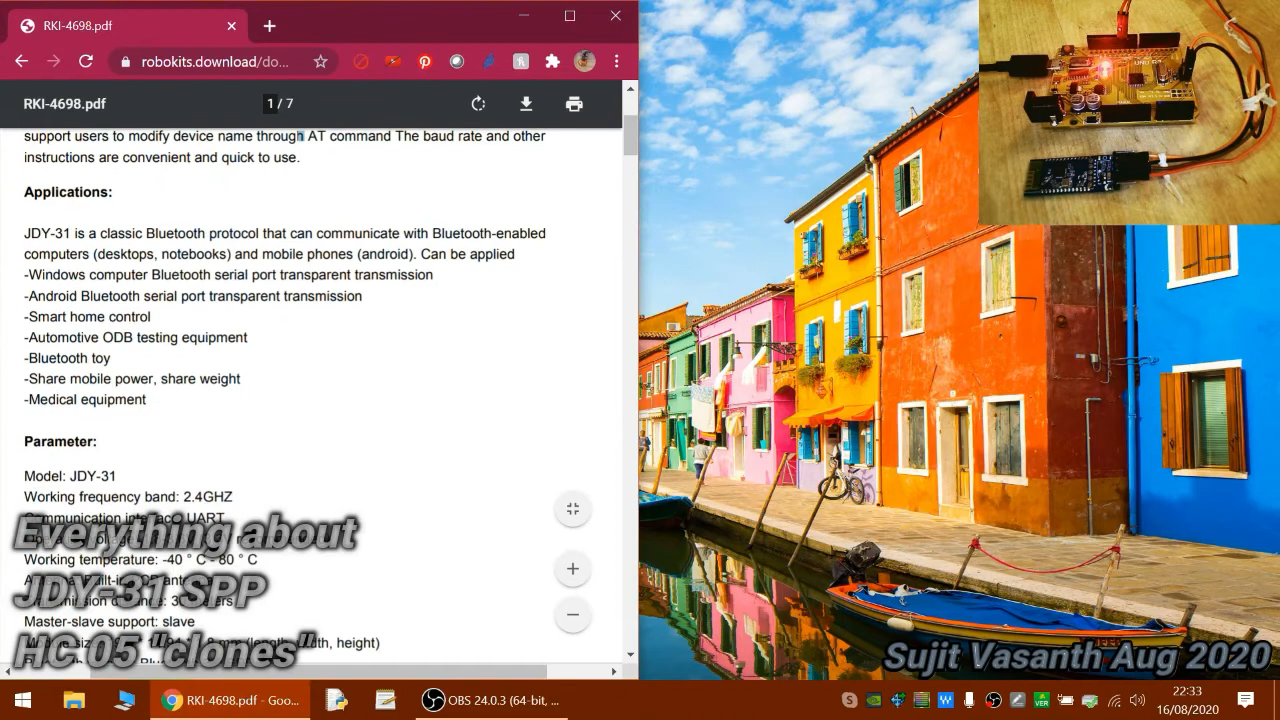 RKI-4698.pdf
robokits.download/do...
RKI-4698.pdf
1 / 7
support users to modify device name through AT command The baud rate and other
instructions are convenient and quick to use.
Applications:
JDY-31 is a classic Bluetooth protocol that can communicate with Bluetooth-enabled
computers (desktops, notebooks) and mobile phones (android). Can be applied
-Windows computer Bluetooth serial port transparent transmission
-Android Bluetooth serial port transparent transmission
-Smart home control
-Automotive ODB testing equipment
-Bluetooth toy
-Share mobile power, share weight
-Medical equipment
Parameter:
Model: JDY-31
Working frequency band: 2.4GHZ
Communication interface: UART
Working temperature: -40 ° C - 80 ° C
Master-slave support: slave
height)
Everything about
JDY-31 SPP
HC 05 "clones"
Sujit Vasanth Aug 2020
RKI-4698.pdf - Goo...
OBS 24.0.3 (64-bit, ...
VER
22:33
16/08/2020